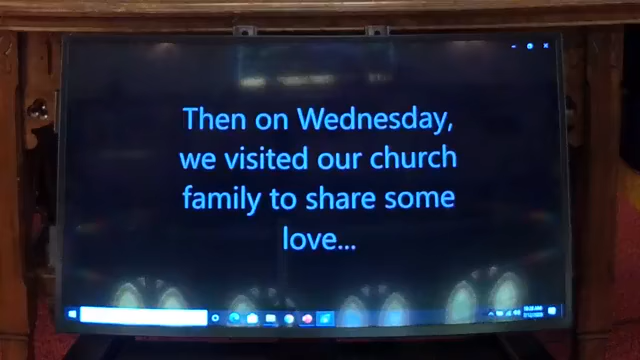 Then on Wednesday,
we visited our church
family to share some
love...